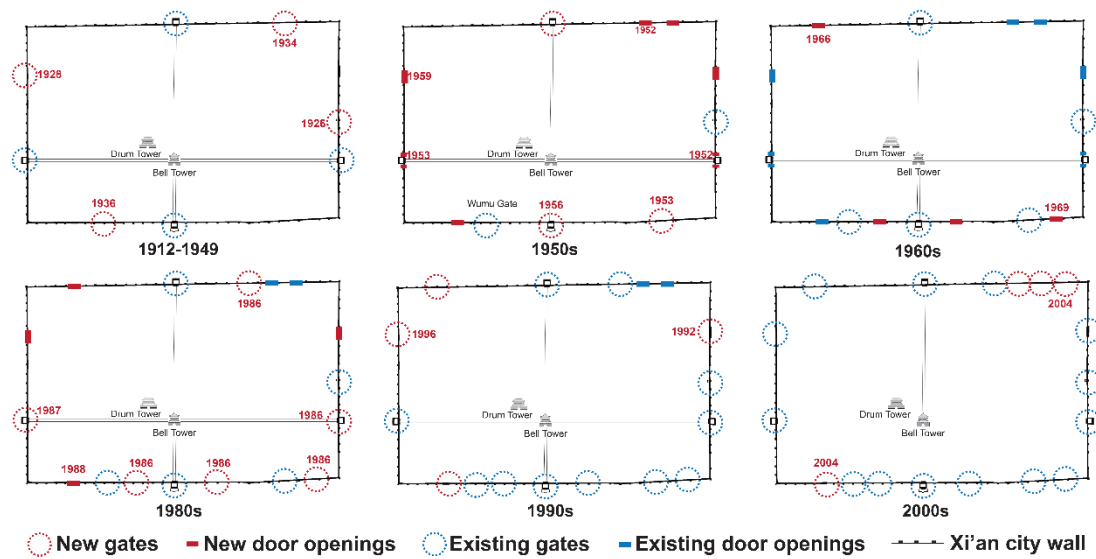 1934
1928
1926
Drum Tower
Bell Tower
1936
1912-1949
1952
1959
1953
Drum Tower
1952
Bell Tower
Wumu Gate
1956
1953
1950s
1966
Drum Tower
Bell Tower
1969
1960s
1986
1987
Drum Tower
1986
Bell Tower
1988
1986
1986
1986
1980s
1996
1992
Drum Tower
Bell Tower
1990s
2004
Drum Tower
Bell Tower
2004
2000s
New gates
New door openings
Existing gates
Existing door openings
Xi'an city wall